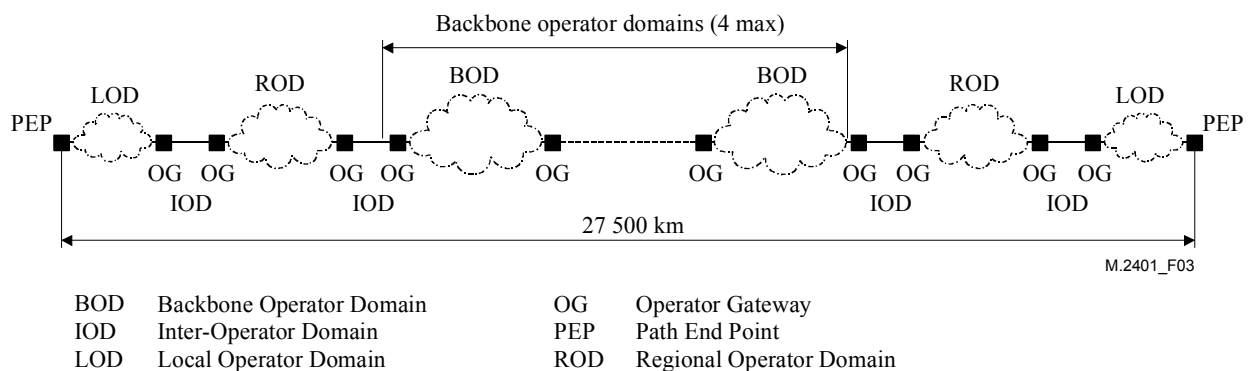 Backbone operator domains (4 max)
BOD BOD
ROD ROD
LOD LOD
PEP PEP
OG OG OG OG OG OG OG OG OG OG
IOD IOD IOD IOD
27 500 km
M.2401_F03
BOD Backbone Operator Domain OG Operator Gateway
IOD Inter-Operator Domain PEP Path End Point
LOD Local Operator Domain ROD Regional Operator Domain